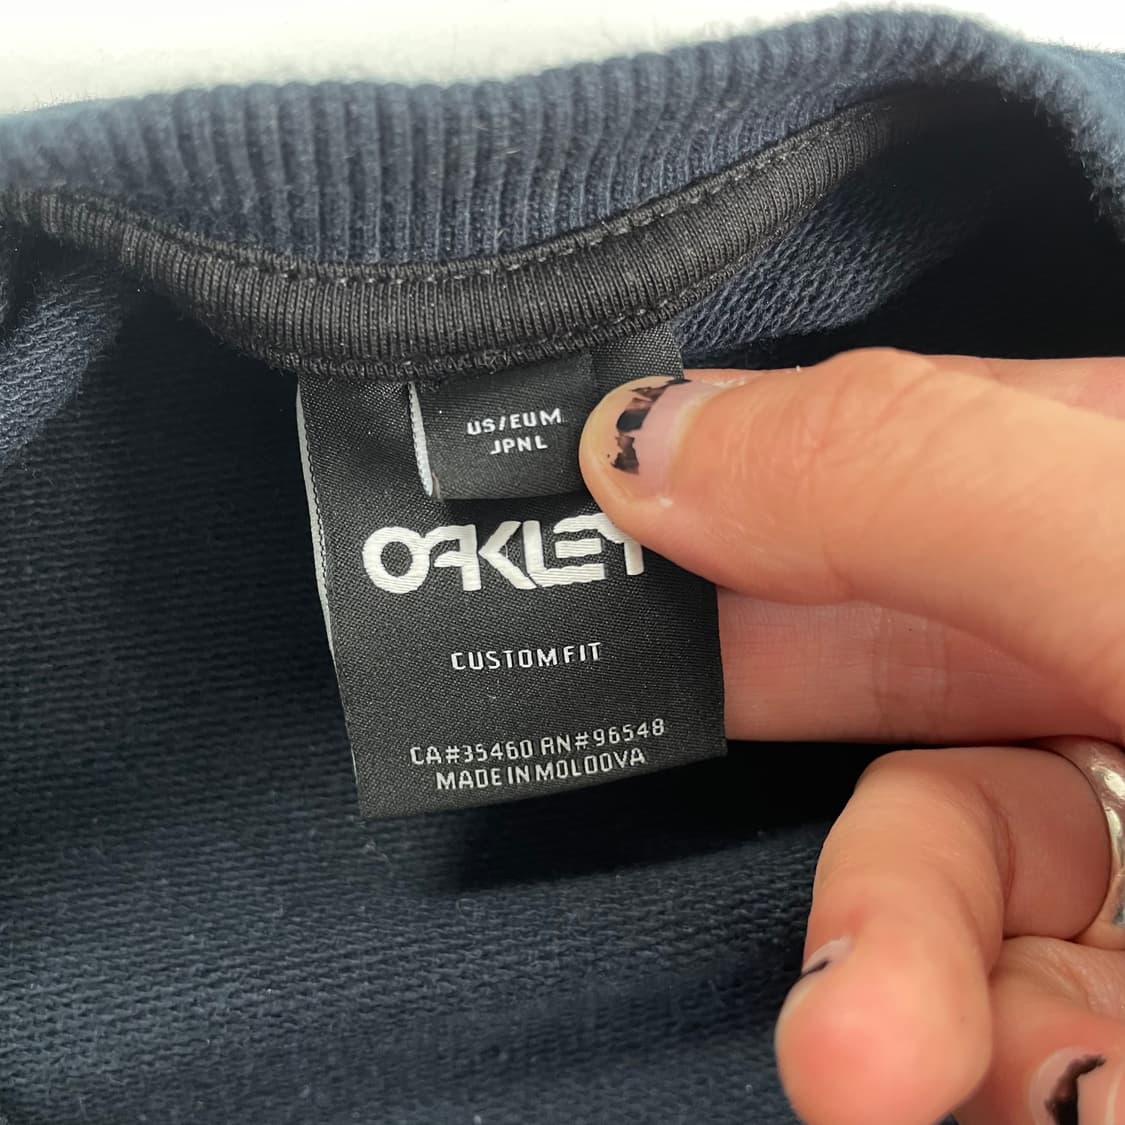 US/EU M
JPN L
OAKLEY
CUSTOM FIT
CA#35460 RN#96548
MADE IN MOLDOVA